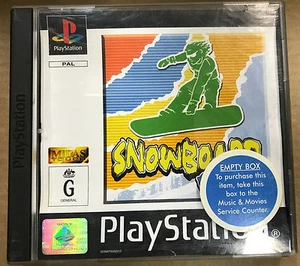 PlayStation
PAL
PlayStation
SNOWBOARD
MIDAS
G
GENERAL
EMPTY BOX
To purchase this
item, take this
box to the
Music & Movies
Service Counter.
PlayStation